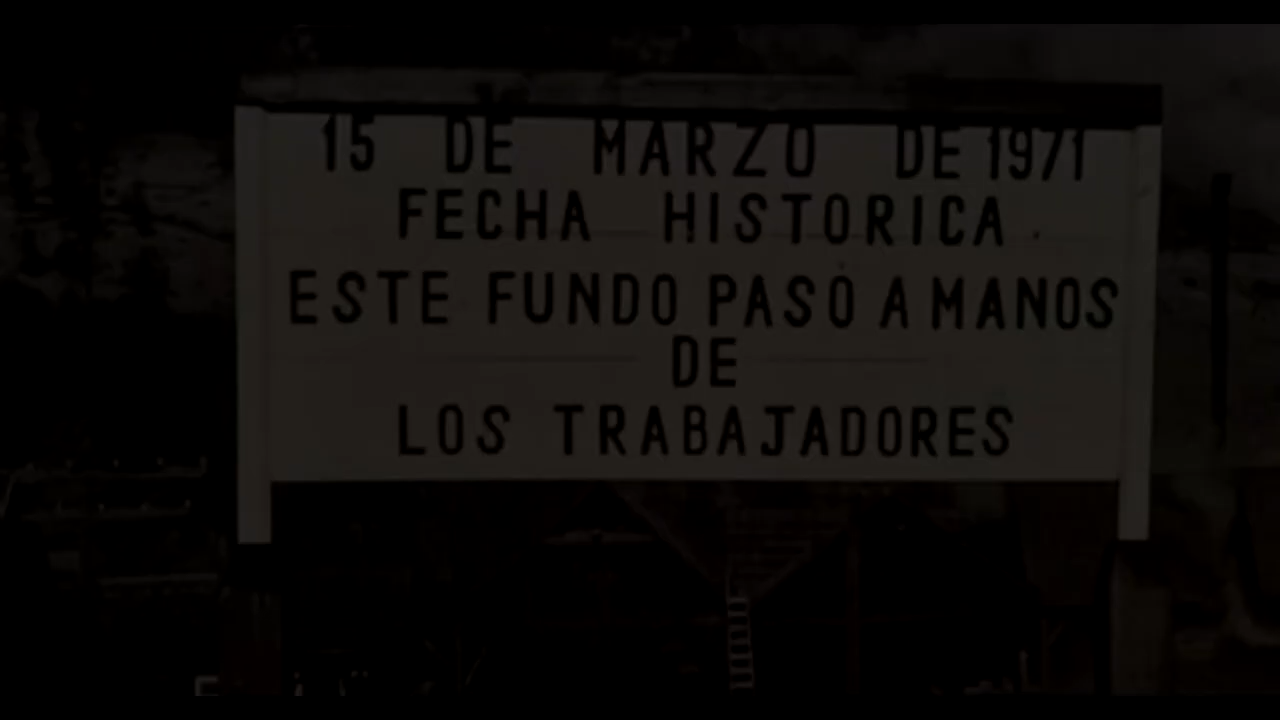 15 DE MARZO DE 1971
FECHA HISTORICA
ESTE FUNDO PASO A MANOS
DE
LOS TRABAJADORES